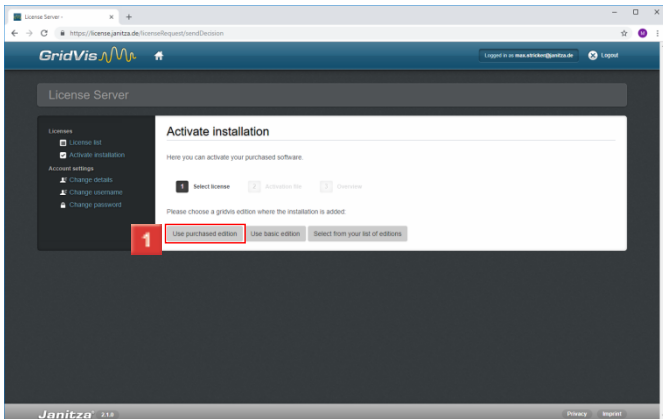 License Server -
https://license.janitza.de/licenseRequest/sendDecision
GridVis
Logged in as max.stricker@janitza.de
Logout
License Server
Licenses
License list
Activate installation
Account settings
Change details
Change username
Change password
Activate installation
Here you can activate your purchased software.
1 Select license
2 Activation file
3 Overview
Please choose a gridvis edition where the installation is added:
1
Use purchased edition
Use basic edition
Select from your list of editions
Janitza 2.1.0
Privacy
Imprint